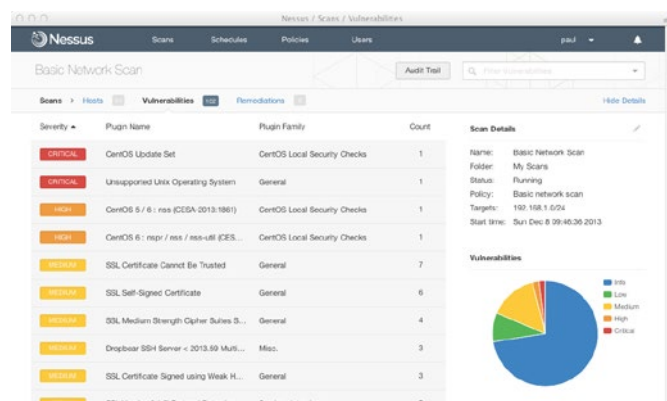 Nessus / Scans / Vulnerabilities
Nessus
Scans Schedules Policies Users paul
Basic Network Scan
Audit Trail
Filter Vulnerabilities
Scans > Hosts Vulnerabilities 102 Remediations
Hide Details
Severity Plugin Name Plugin Family Count
CRITICAL CentOS Update Set CentOS Local Security Checks 1
CRITICAL Unsupported Unix Operating System General 1
HIGH CentOS 5 / 6 : nss (CESA-2013:1861) CentOS Local Security Checks 1
HIGH CentOS 6 : nspr / nss / nss-util (CES... CentOS Local Security Checks 1
MEDIUM SSL Certificate Cannot Be Trusted General 7
MEDIUM SSL Self-Signed Certificate General 6
MEDIUM SSL Medium Strength Cipher Suites S... General 4
MEDIUM Dropbear SSH Server < 2013.59 Multi... Misc. 3
MEDIUM SSL Certificate Signed using Weak H... General 3
Scan Details
Name: Basic Network Scan
Folder: My Scans
Status: Running
Policy: Basic network scan
Targets: 192.168.1.0/24
Start time: Sun Dec 8 09:46:36 2013
Vulnerabilities
Info
Low
Medium
High
Critical